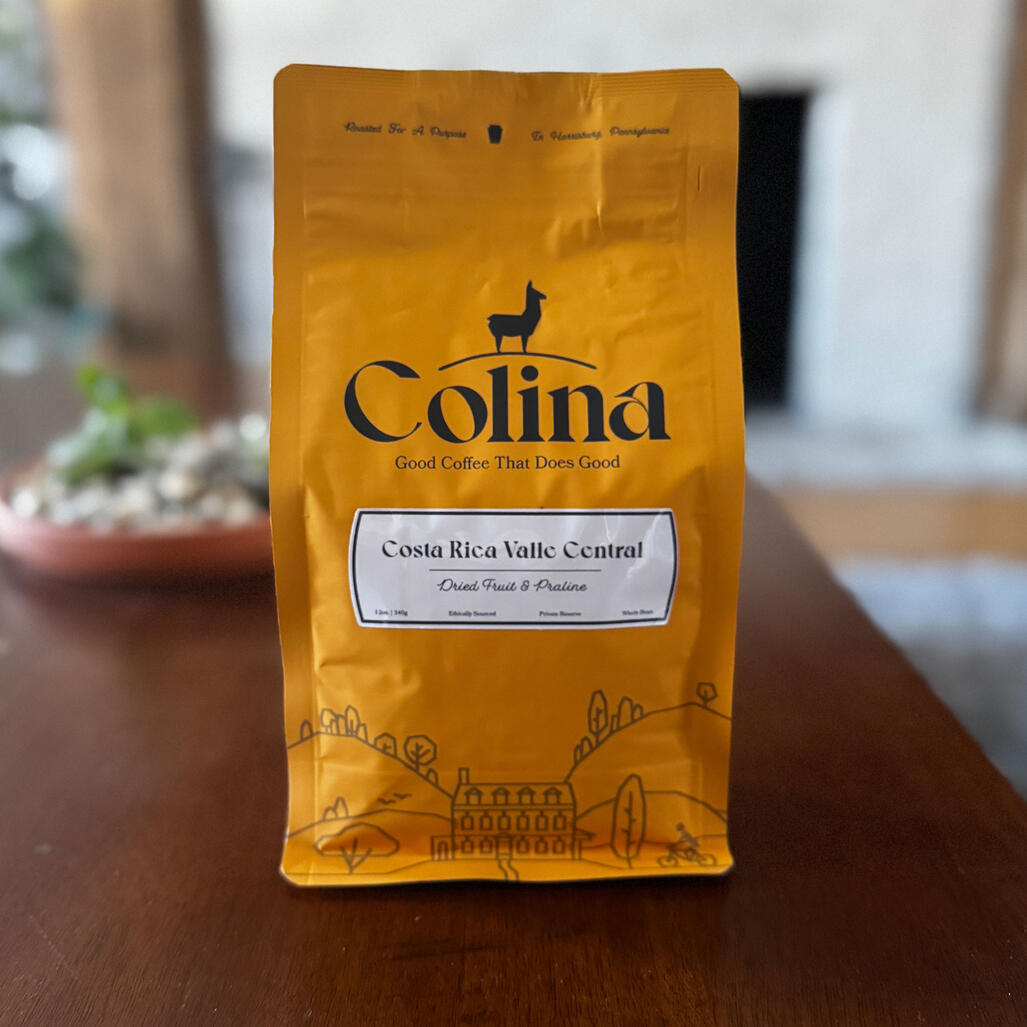 Roasted For A Purpose In Harrisburg, Pennsylvania
Colina
Good Coffee That Does Good
Costa Rica Valle Central
Dried Fruit & Praline
12oz. | 340g Ethically Sourced Private Reserve Whole Bean